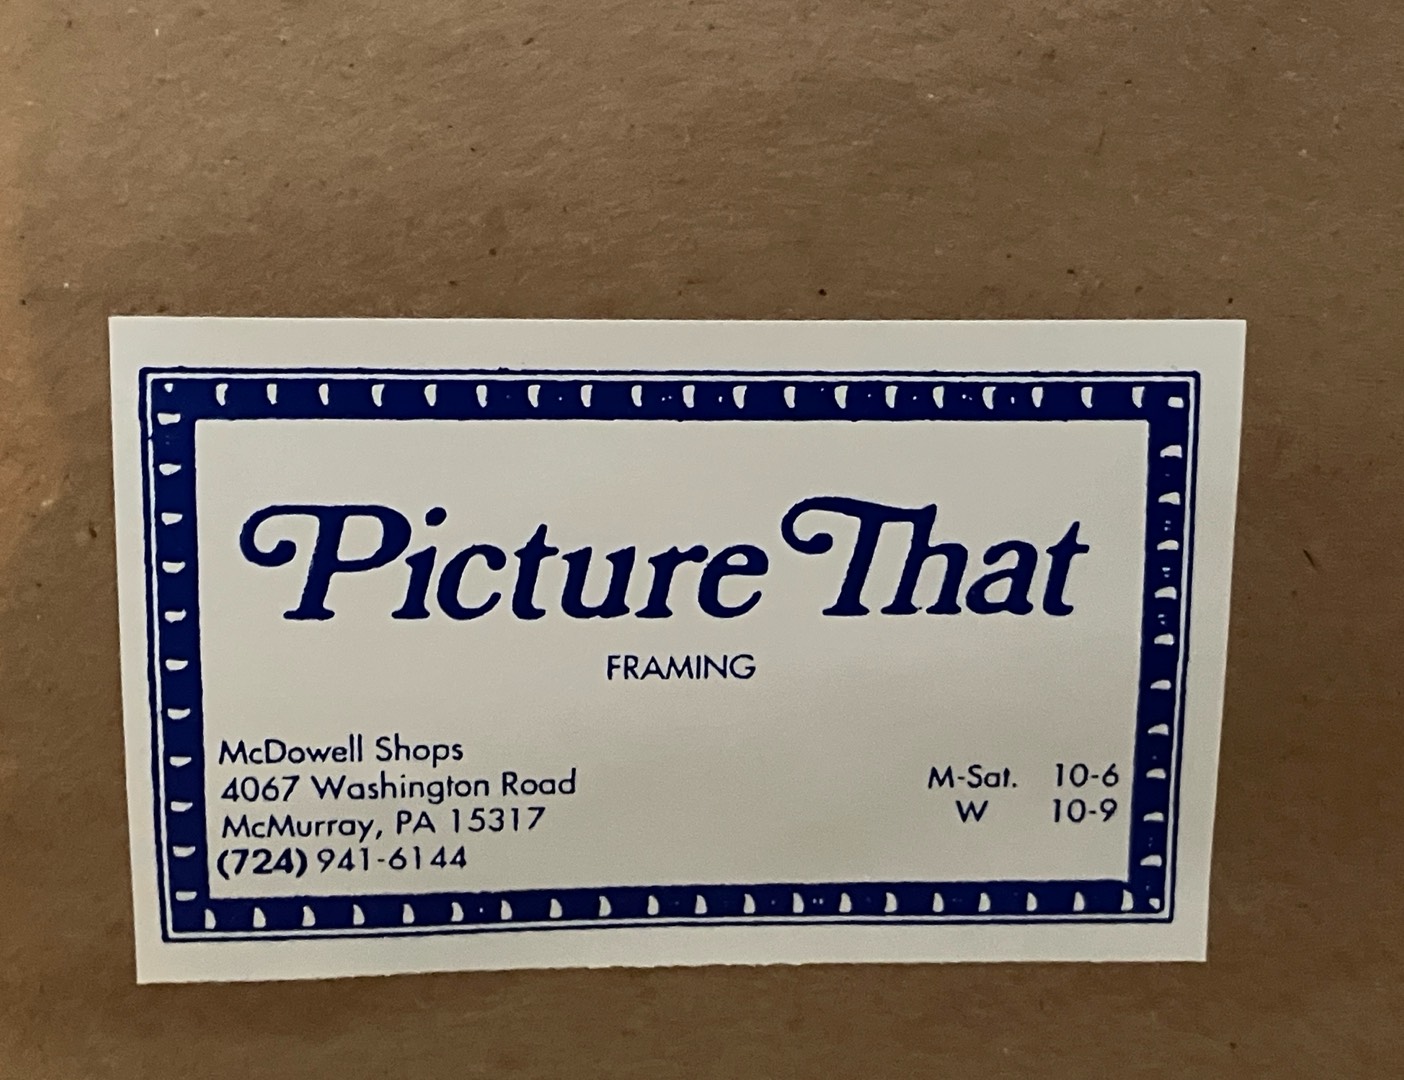 Picture That
FRAMING
McDowell Shops
4067 Washington Road
McMurray, PA 15317
(724) 941-6144
M-Sat. 10-6
W 10-9